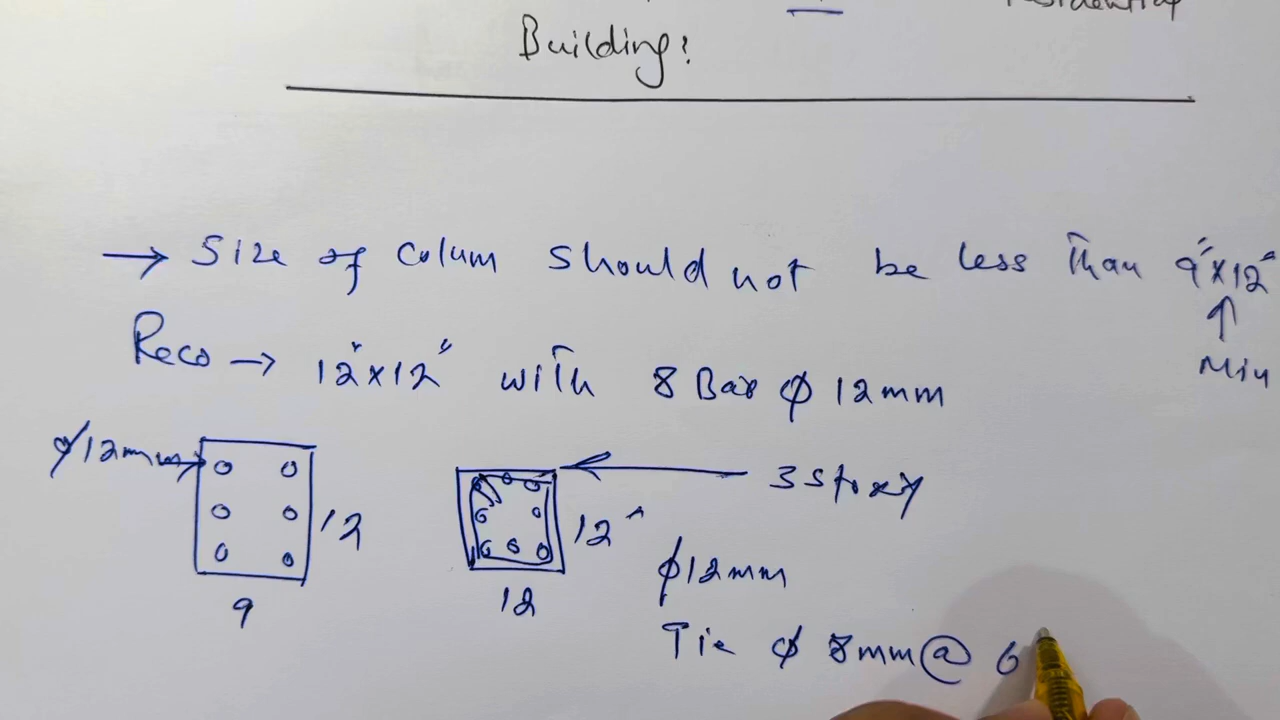 Residential
Building?
→ Size of Colum should not be less Than 9"x12"
↑
Min
Reco → 12"x12" with 8 Bar ϕ 12mm
ϕ12mm
12
9
12"
12
3 Story
ϕ12mm
Tie ϕ 8mm@ 6